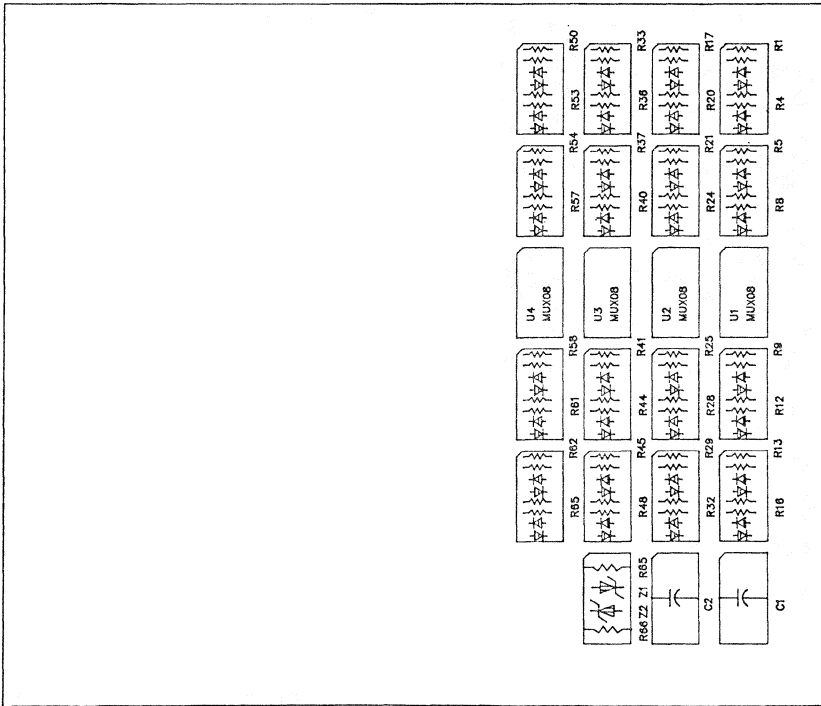 R50
R53
R33
R36
R17
R20
R1
R4
R54
R57
R37
R40
R21
R24
R5
R8
U4
MUX08
U3
MUX08
U2
MUX08
U1
MUX08
R58
R61
R41
R44
R25
R28
R9
R12
R62
R65
R45
R48
R29
R32
R13
R16
R66 Z2 Z1 R65
C2
C1